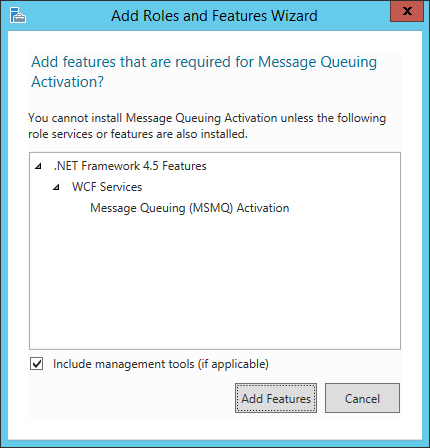 Add Roles and Features Wizard
x
Add features that are required for Message Queuing
Activation?
You cannot install Message Queuing Activation unless the following
role services or features are also installed.
.NET Framework 4.5 Features
WCF Services
Message Queuing (MSMQ) Activation
Include management tools (if applicable)
Add Features
Cancel